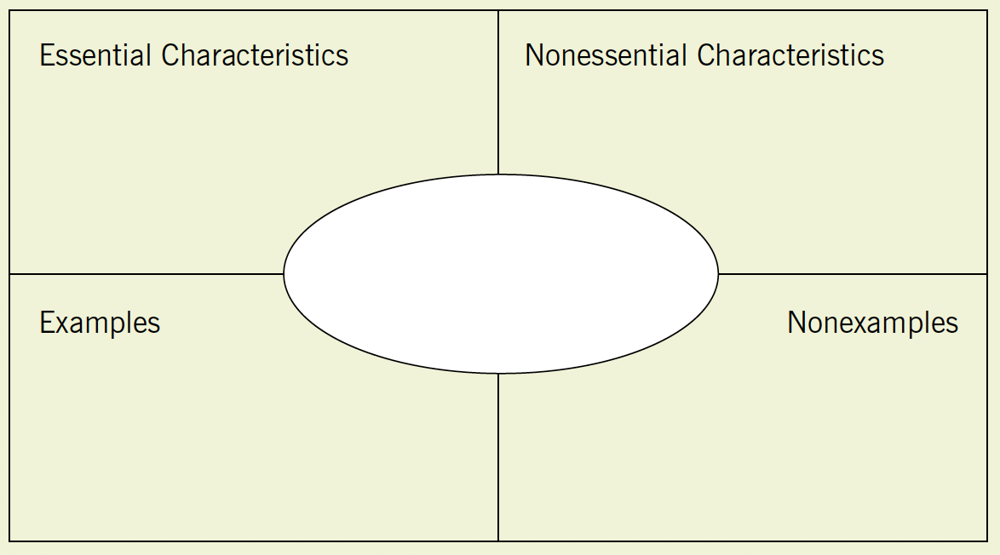 Essential Characteristics
Nonessential Characteristics
Examples
Nonexamples